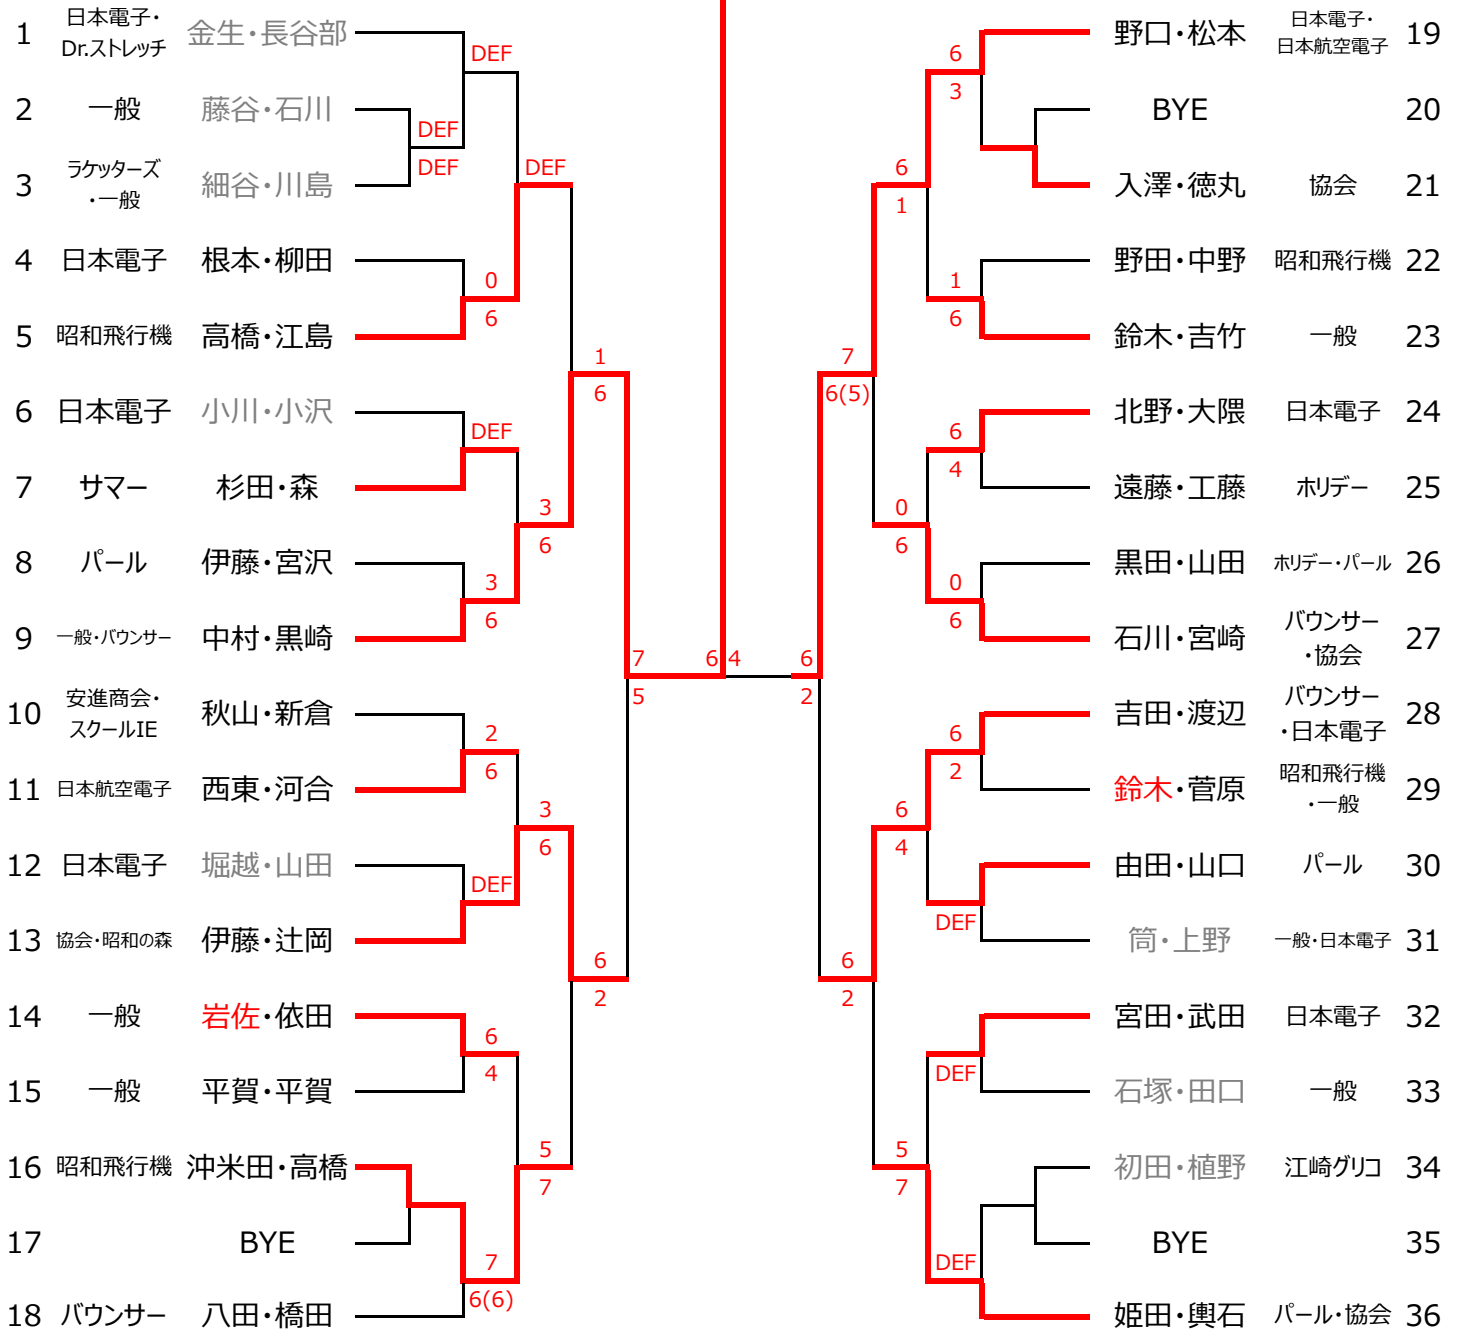 1 日本電子・
Dr.ストレッチ 金生・長谷部
DEF
2 一般 藤谷・石川
DEF
DEF
DEF
3 ラケッターズ
・一般 細谷・川島
4 日本電子 根本・柳田
0
6
5 昭和飛行機 高橋・江島
1
6
6 日本電子 小川・小沢
DEF
7 サマー 杉田・森
3
6
8 パール 伊藤・宮沢
3
6
9 一般・バウンサー 中村・黒崎
7
5
10 安進商会・
スクールIE 秋山・新倉
2
6
11 日本航空電子 西東・河合
3
6
12 日本電子 堀越・山田
DEF
13 協会・昭和の森 伊藤・辻岡
6
2
14 一般 岩佐・依田
6
4
15 一般 平賀・平賀
16 昭和飛行機 沖米田・高橋
5
7
17 BYE
7
6(6)
18 バウンサー 八田・橋田
6 4
野口・松本 日本電子・
日本航空電子 19
6
3
BYE 20
6
1
入澤・徳丸 協会 21
野田・中野 昭和飛行機 22
1
6
鈴木・吉竹 一般 23
7
6(5)
北野・大隈 日本電子 24
6
4
遠藤・工藤 ホリデー 25
0
6
黒田・山田 ホリデー・パール 26
0
6
石川・宮崎 バウンサー
・協会 27
6
2
吉田・渡辺 バウンサー
・日本電子 28
6
2
鈴木・菅原 昭和飛行機
・一般 29
6
4
由田・山口 パール 30
DEF
筒・上野 一般・日本電子 31
6
2
宮田・武田 日本電子 32
DEF
石塚・田口 一般 33
5
7
初田・植野 江崎グリコ 34
BYE 35
DEF
姫田・輿石 パール・協会 36